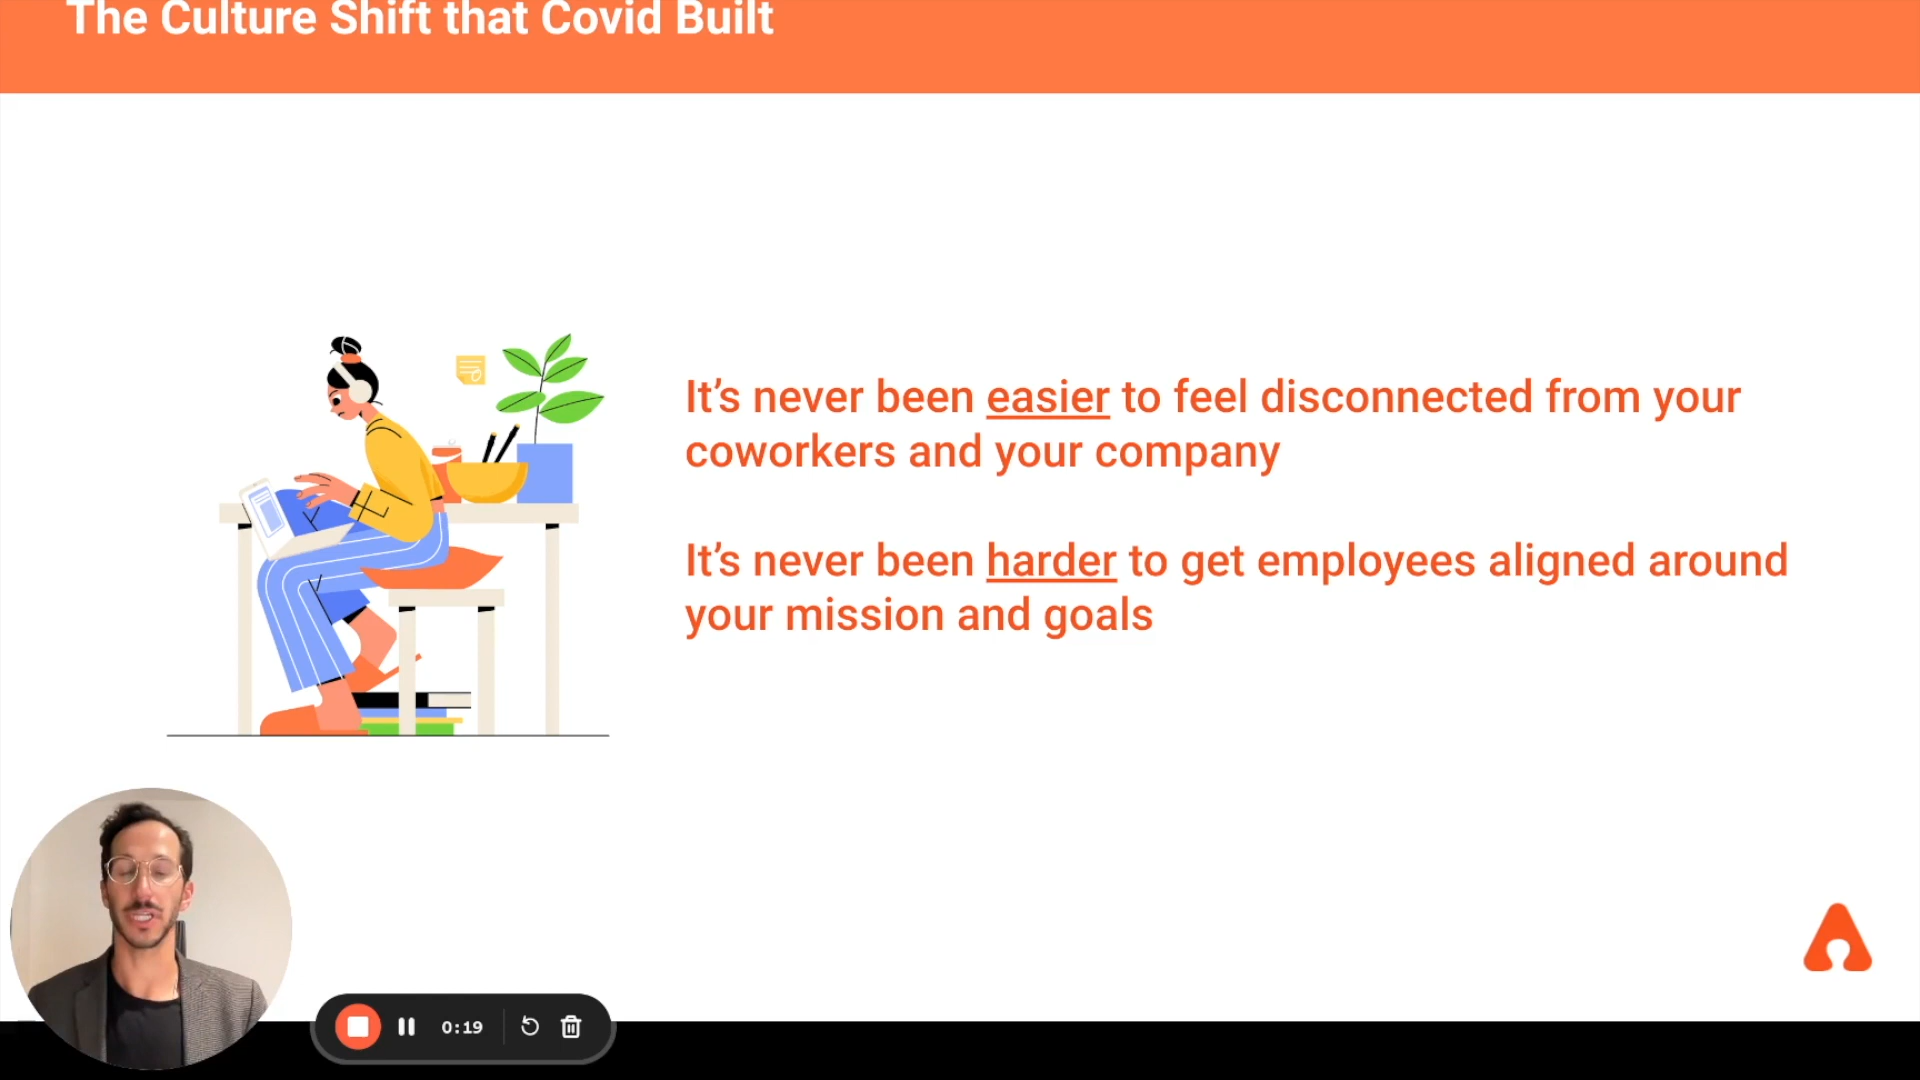 The Culture Shift that Covid Built
It’s never been easier to feel disconnected from your
coworkers and your company
It’s never been harder to get employees aligned around
your mission and goals
0:19